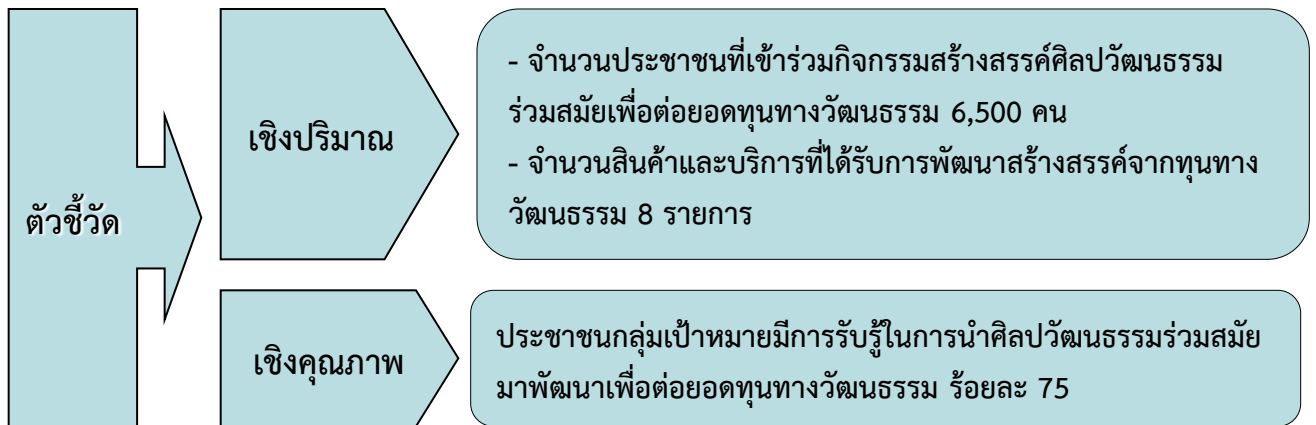 ตัวชี้วัด
เชิงปริมาณ
- จำนวนประชาชนที่เข้าร่วมกิจกรรมสร้างสรรค์ศิลปวัฒนธรรม
ร่วมสมัยเพื่อต่อยอดทุนทางวัฒนธรรม 6,500 คน
- จำนวนสินค้าและบริการที่ได้รับการพัฒนาสร้างสรรค์จากทุนทาง
วัฒนธรรม 8 รายการ
เชิงคุณภาพ
ประชาชนกลุ่มเป้าหมายมีการรับรู้ในการนำศิลปวัฒนธรรมร่วมสมัย
มาพัฒนาเพื่อต่อยอดทุนทางวัฒนธรรม ร้อยละ 75